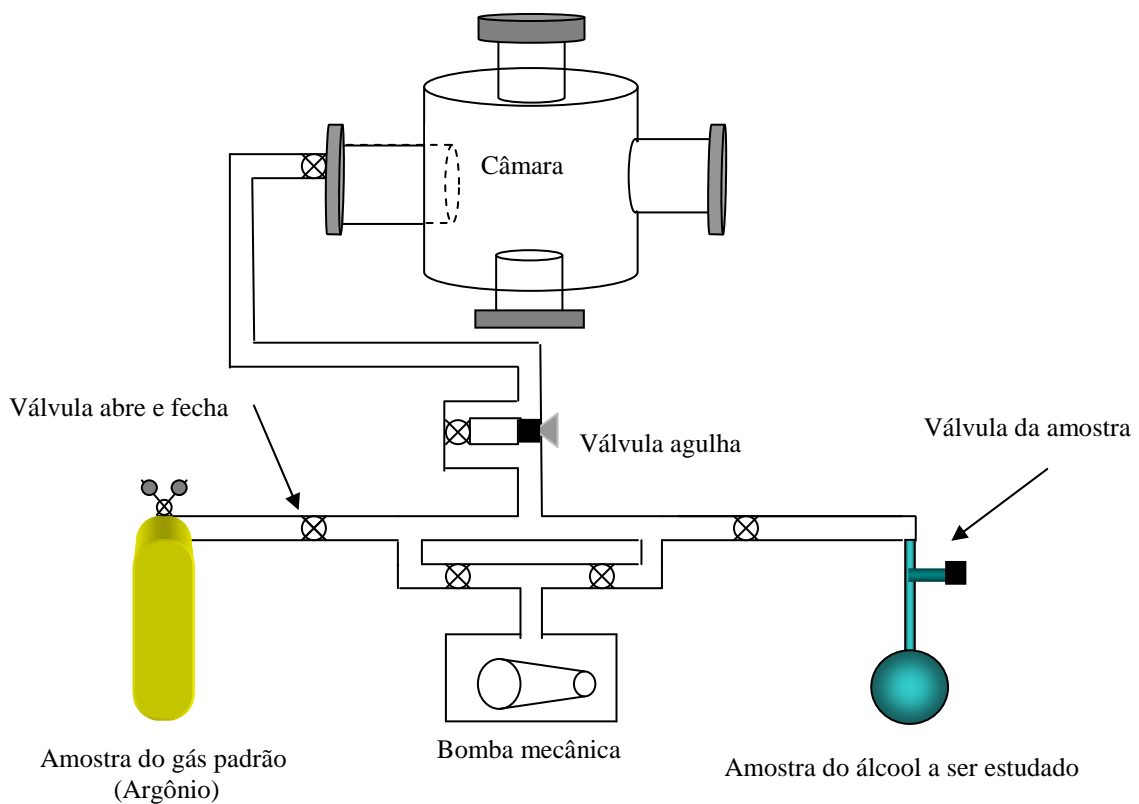 Câmara
Válvula abre e fecha
Válvula agulha
Válvula da amostra
Amostra do gás padrão
(Argônio)
Bomba mecânica
Amostra do álcool a ser estudado